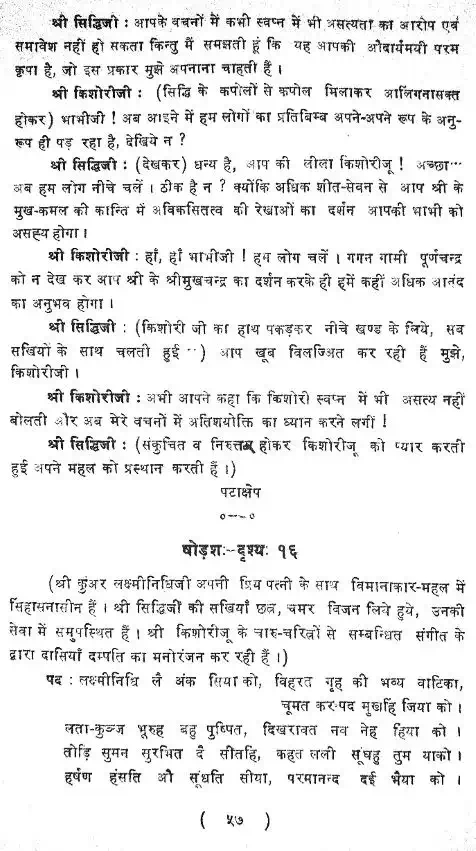 श्री सिद्धिजी : आपके वचनों में कभी स्वप्न में भी असत्यता का आरोप एवं
समावेश नहीं हो सकता किन्तु मैं समझती हूं कि यह आपकी औदार्यमयी परम
कृपा है, जो इस प्रकार मुझे अपनाना चाहती हैं ।
श्री किशोरीजी : (सिद्धि के कपोलों से कपोल मिलाकर आलिंगनासक्त
होकर) भाभीजी ! अब आइने में हम लोगों का प्रतिबिम्ब अपने-अपने रूप के अनु-
रूप ही पड़ रहा है, देखिये न ?
श्री सिद्धिजी : (देखकर) धन्य है, आप की लीला किशोरीजू ! अच्छा···
अब हम लोग नीचे चलें । ठीक है न ? क्योंकि अधिक शीत-सेवन से आप श्री के
मुख-कमल की कान्ति में अविकसितत्व की रेखाओं का दर्शन आपकी भाभी को
असह्य होगा ।
श्री किशोरीजी : हां, हां भाभीजी ! हम लोग चलें । गगन गामी पूर्णचन्द्र
को न देख कर आप श्री के श्रीमुखचन्द्र का दर्शन करके ही हमें कहीं अधिक आनंद
का अनुभव होगा ।
श्री सिद्धिजी : (किशोरी जी का हाथ पकड़कर नीचे खण्ड के लिये, सब
सखियों के साथ चलती हुई ··) आप खूब विलज्जित कर रही हैं मुझे,
किशोरीजी ।
श्री किशोरीजी : अभी आपने कहा कि किशोरी स्वप्न में भी असत्य नहीं
बोलती और अब मेरे वचनों में अतिशयोक्ति का ध्यान करने लगीं !
श्री सिद्धिजी : (संकुचित व निरुत्तर होकर किशोरीजू को प्यार करती
हुई अपने महल को प्रस्थान करती हैं ।)
पटाक्षेप
०---०
षोड़शः-दृश्यः १६
(श्री कुंअर लक्ष्मीनिधिजी अपनी प्रिय पत्नी के साथ विमानाकार-महल में
सिंहासनासीन हैं । श्री सिद्धिजी की सखियाँ छत्र, चमर विजन लिये हुये, उनकी
सेवा में समुपस्थित हैं । श्री किशोरीजू के चारु-चरित्रों से सम्बन्धित संगीत के
द्वारा दासियाँ दम्पति का मनोरंजन कर रही हैं ।)
पद : लक्ष्मीनिधि लै अंक सिया को, विहरत गृह की भव्य वाटिका,
चूमत कर-पद मुखहिं जिया को ।
लता-कुञ्ज भूरुह बहु पुष्पित, दिखरावत नव नेह हिया को ।
तोड़ि सुमन सुरभित दै सीतहि, कहत लली सूंघहु तुम याको ।
हर्षण हंसति औ सूंघति सीया, परमानन्द दई भैया को ।
( ५७ )